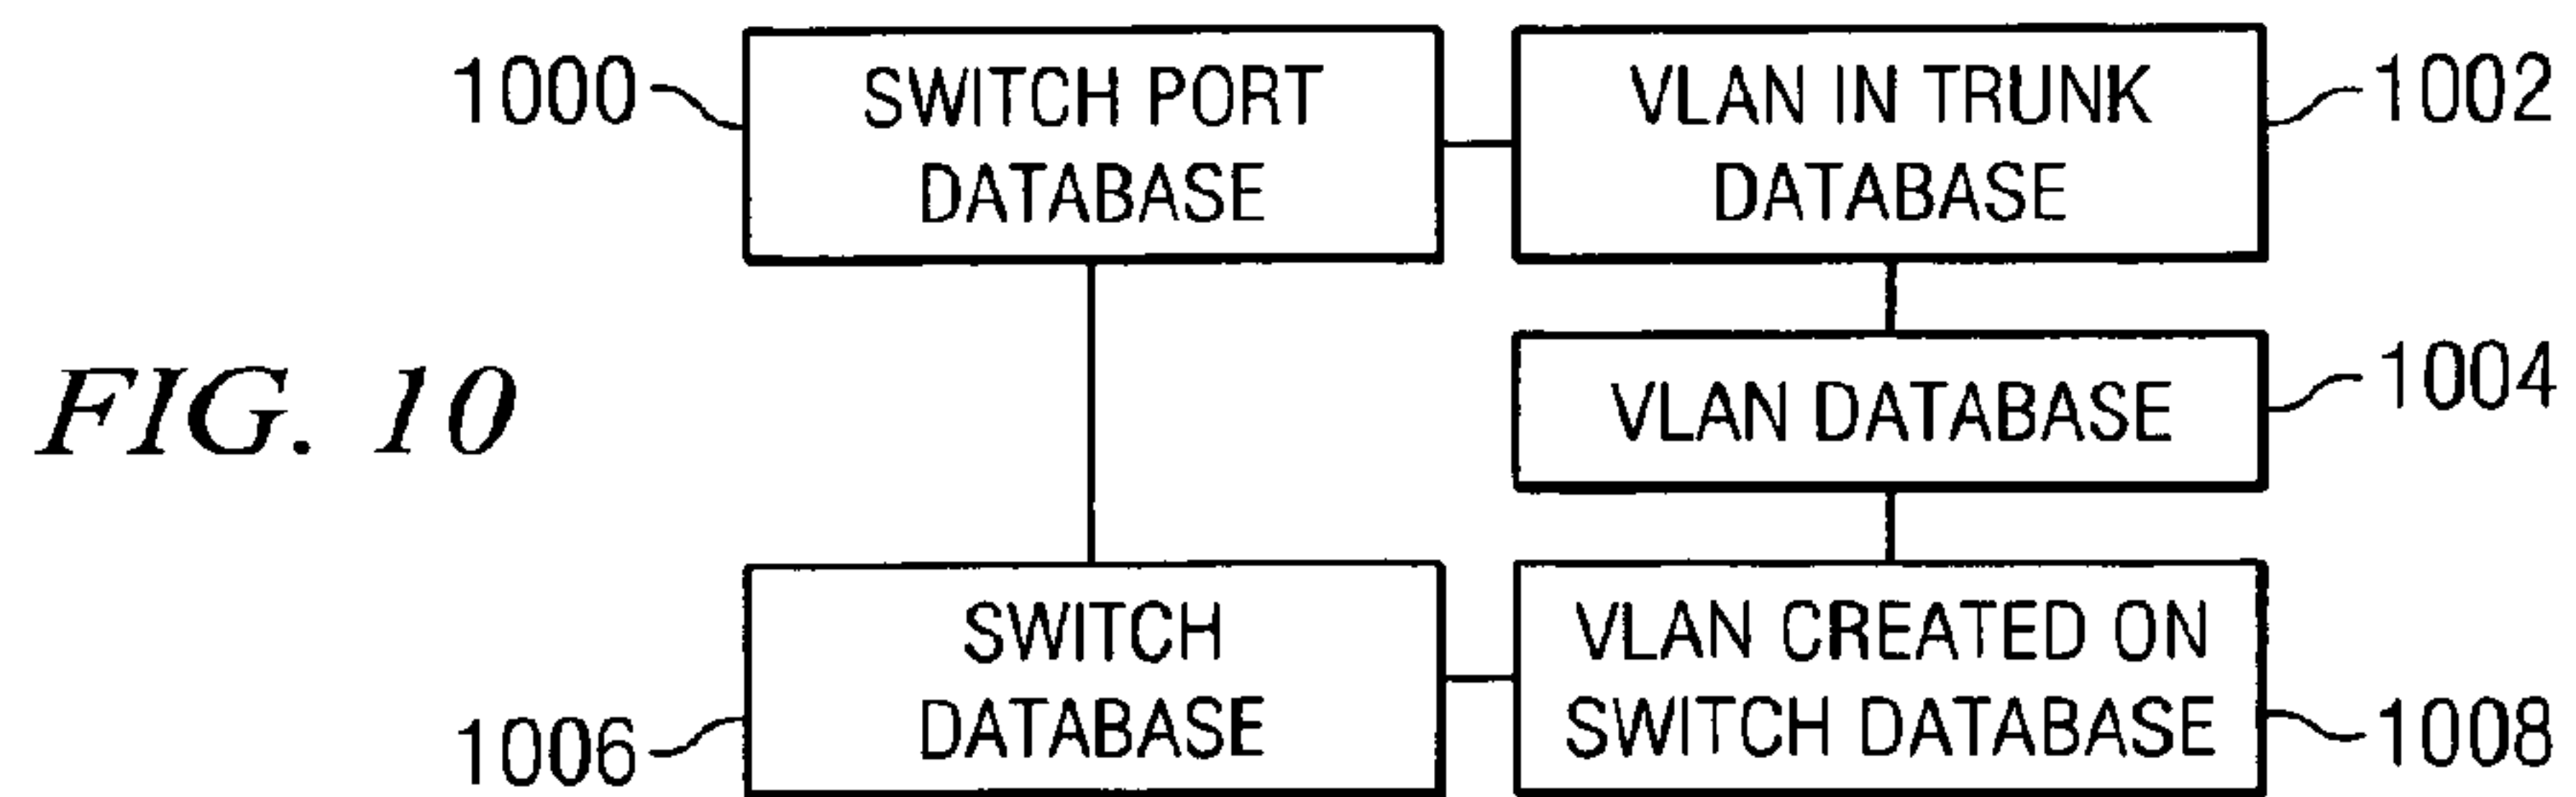 1000
SWITCH PORT
DATABASE
VLAN IN TRUNK
DATABASE
1002
FIG. 10
VLAN DATABASE
1004
1006
SWITCH
DATABASE
VLAN CREATED ON
SWITCH DATABASE
1008